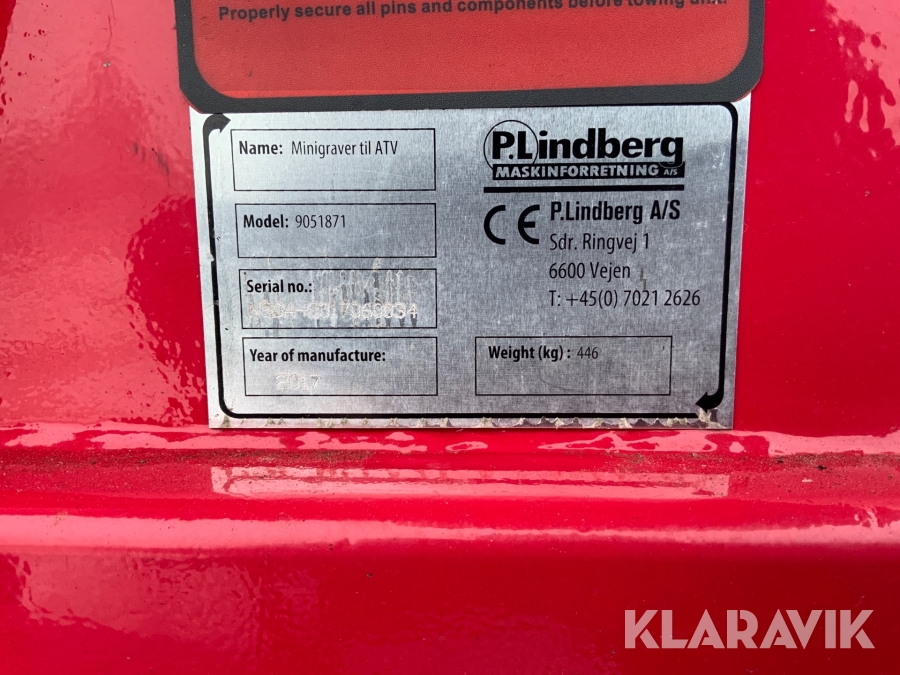 Properly secure all pins and components before towing unit.
Name: Minigraver til ATV
Model: 9051871
Serial no.:
Year of manufacture:
2017
P.Lindberg
MASKINFORRETNING A/S
CE P.Lindberg A/S
Sdr. Ringvej 1
6600 Vejen
T: +45(0) 7021 2626
Weight (kg) : 446
KLARAVIK